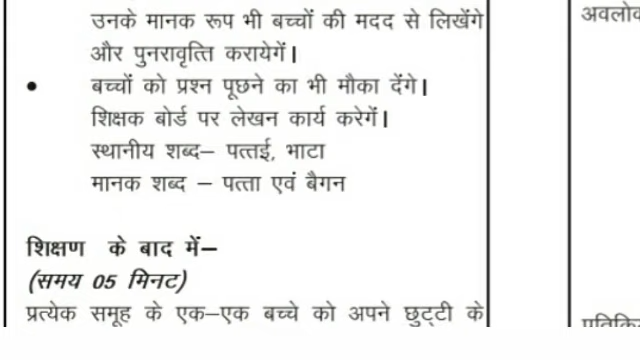 उनके मानक रूप भी बच्चों की मदद से लिखेंगे
और पुनरावृत्ति करायेगें।
• बच्चों को प्रश्न पूछने का भी मौका देंगे।
शिक्षक बोर्ड पर लेखन कार्य करेगें।
स्थानीय शब्द– पत्तई, भाटा
मानक शब्द – पत्ता एवं बैगन
शिक्षण के बाद में–
(समय 05 मिनट)
प्रत्येक समूह के एक–एक बच्चे को अपने छुट्टी के